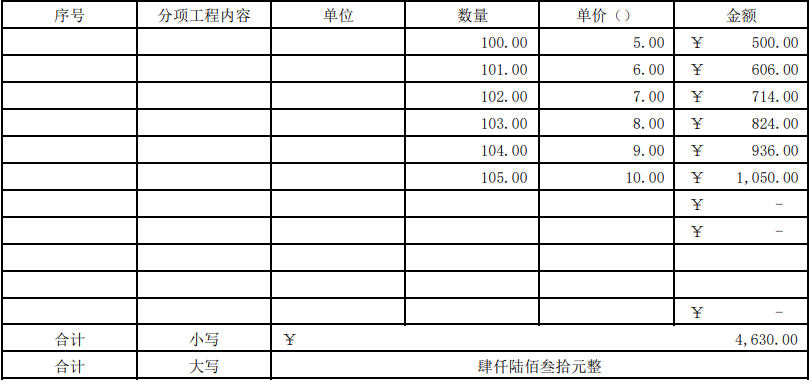 序号 分项工程内容 单位 数量 单价（） 金额
100.00 5.00 ￥ 500.00
101.00 6.00 ￥ 606.00
102.00 7.00 ￥ 714.00
103.00 8.00 ￥ 824.00
104.00 9.00 ￥ 936.00
105.00 10.00 ￥ 1,050.00
￥ -
￥ -
￥ -
合计 小写 ￥ 4,630.00
合计 大写 肆仟陆佰叁拾元整